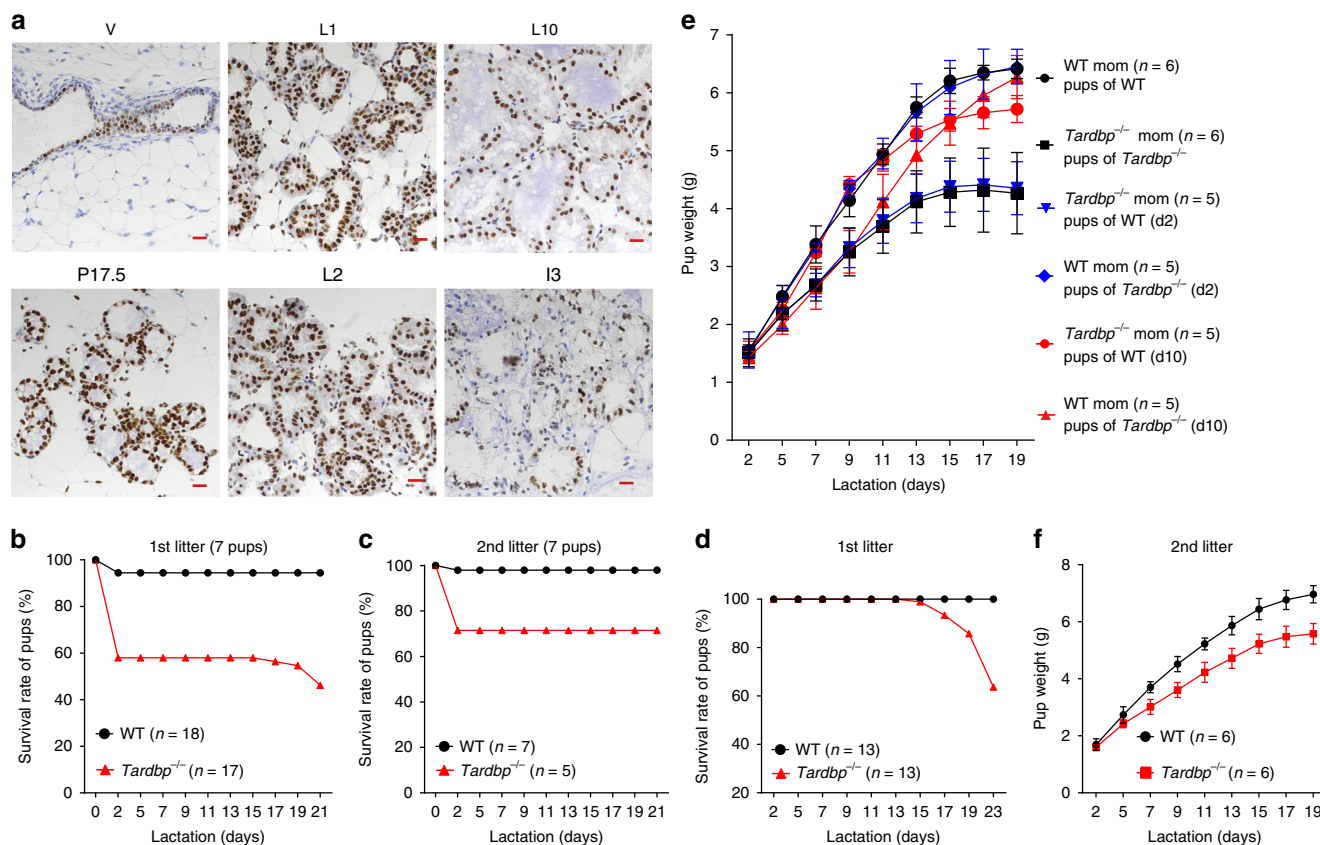 a
V
L1
L10
P17.5
L2
I3
e
7
6
5
4
3
2
1
0
Pup weight (g)
2 5 7 9 11 13 15 17 19
Lactation (days)
WT mom (n = 6)
pups of WT
Tardbp–/– mom (n = 6)
pups of Tardbp–/–
Tardbp–/– mom (n = 5)
pups of WT (d2)
WT mom (n = 5)
pups of Tardbp–/– (d2)
Tardbp–/– mom (n = 5)
pups of WT (d10)
WT mom (n = 5)
pups of Tardbp–/– (d10)
b
1st litter (7 pups)
100
80
60
40
20
0
Survival rate of pups (%)
WT (n = 18)
Tardbp–/– (n = 17)
0 2 5 7 9 11 13 15 17 19 21
Lactation (days)
c
2nd litter (7 pups)
100
80
60
40
20
0
Survival rate of pups (%)
WT (n = 7)
Tardbp–/– (n = 5)
0 2 5 7 9 11 13 15 17 19 21
Lactation (days)
d
1st litter
100
80
60
40
20
Survival rate of pups (%)
WT (n = 13)
Tardbp–/– (n = 13)
2 5 7 9 11 13 15 17 19 23
Lactation (days)
f
2nd litter
8
6
4
2
0
Pup weight (g)
WT (n = 6)
Tardbp–/– (n = 6)
2 5 7 9 11 13 15 17 19
Lactation (days)